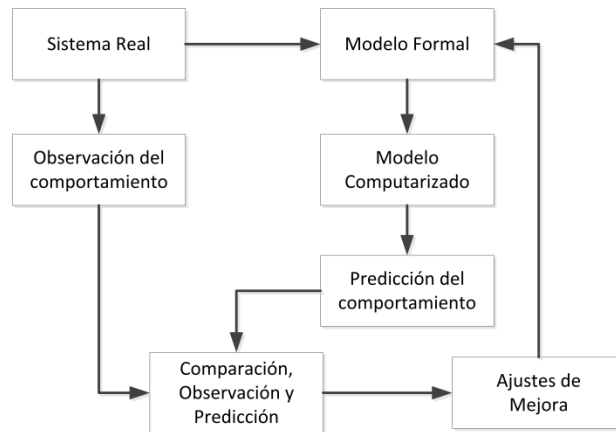 Sistema Real
Modelo Formal
Observación del
comportamiento
Modelo
Computarizado
Predicción del
comportamiento
Comparación,
Observación y
Predicción
Ajustes de
Mejora